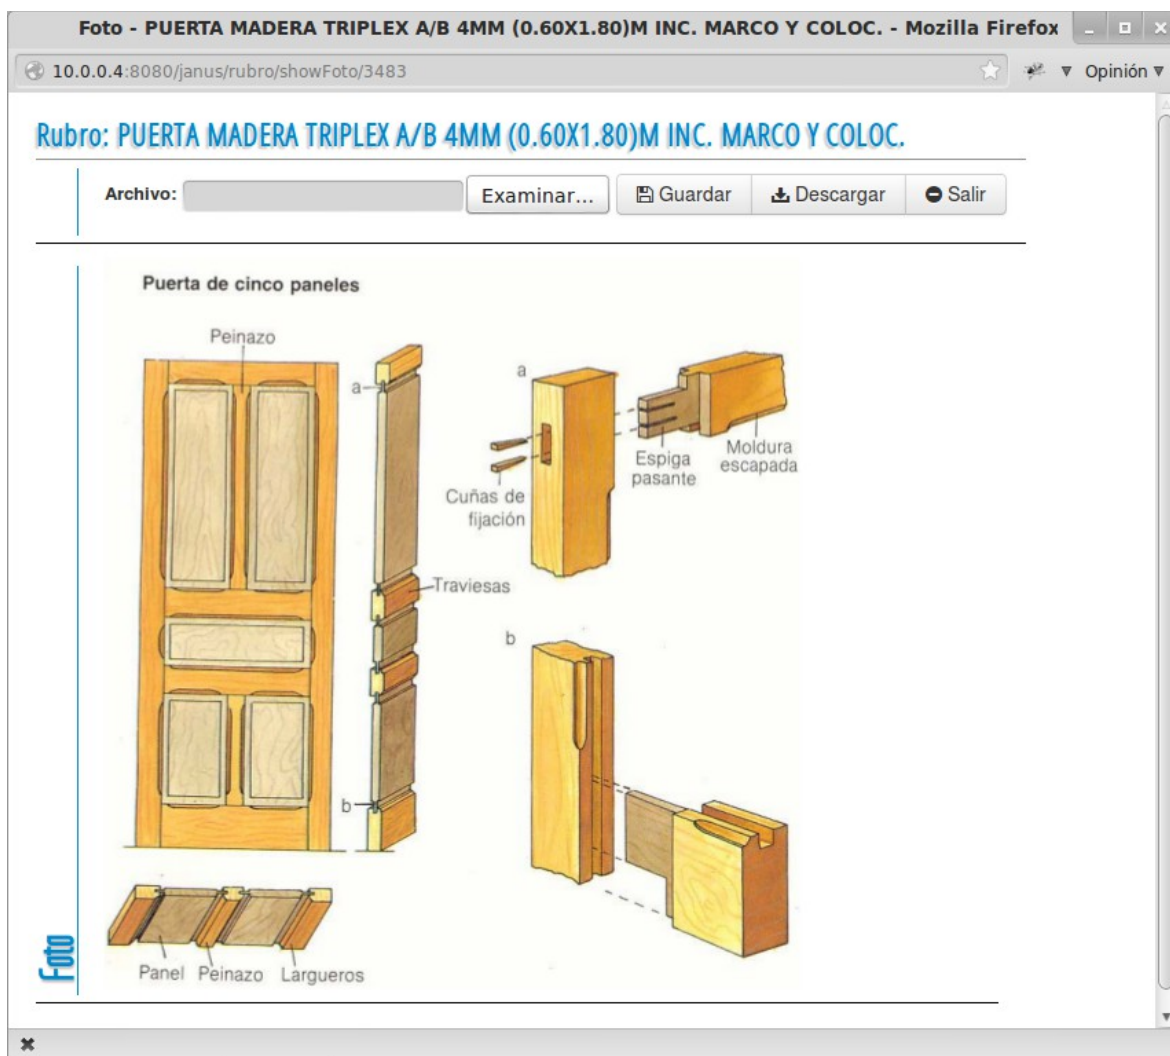 Foto - PUERTA MADERA TRIPLEX A/B 4MM (0.60X1.80)M INC. MARCO Y COLOC. - Mozilla Firefox
10.0.0.4:8080/janus/rubro/showFoto/3483
Opinión
Rubro: PUERTA MADERA TRIPLEX A/B 4MM (0.60X1.80)M INC. MARCO Y COLOC.
Archivo: Examinar... Guardar Descargar Salir
Puerta de cinco paneles
Peinazo
a
a
Espiga
pasante
Moldura
escapada
Cuñas de
fijación
Traviesas
b
b
Panel Peinazo Largueros
Foto